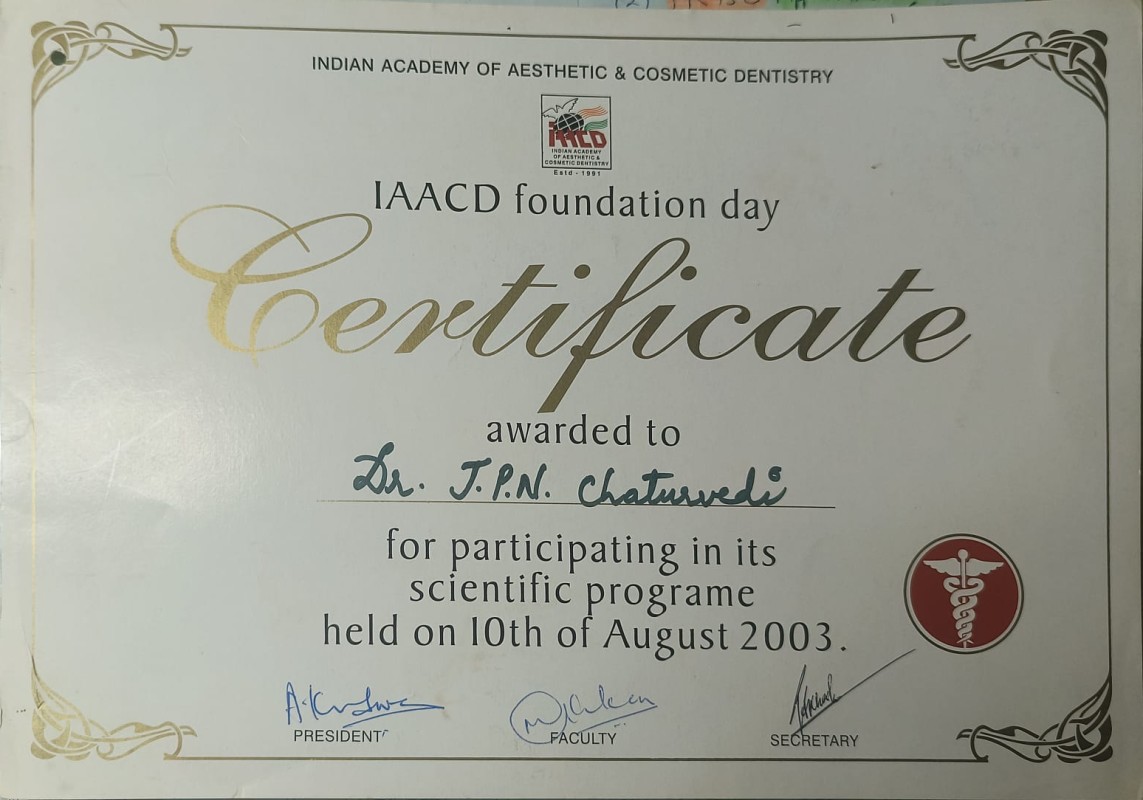 INDIAN ACADEMY OF AESTHETIC & COSMETIC DENTISTRY
IAACD
INDIAN ACADEMY
OF AESTHETIC &
COSMETIC DENTISTRY
Estd - 1991
IAACD foundation day
Certificate
awarded to
Dr. J.P.N. Chaturvedi
for participating in its
scientific programe
held on 10th of August 2003.
PRESIDENT
FACULTY
SECRETARY